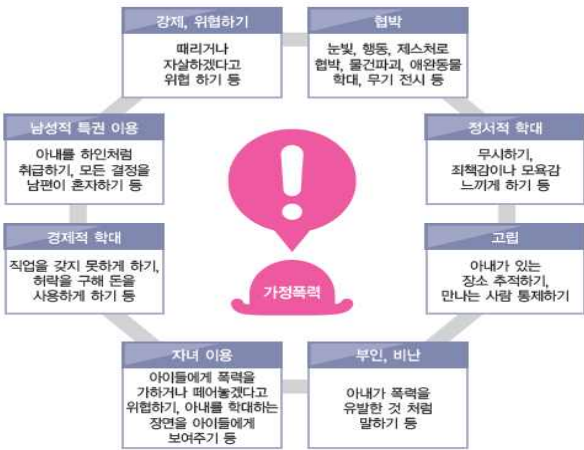 강제, 위협하기
때리거나
자살하겠다고
위협 하기 등
협박
눈빛, 행동, 제스처로
협박, 물건파괴, 애완동물
학대, 무기 전시 등
남성적 특권 이용
아내를 하인처럼
취급하기, 모든 결정을
남편이 혼자하기 등
정서적 학대
무시하기,
죄책감이나 모욕감
느끼게 하기 등
경제적 학대
직업을 갖지 못하게 하기,
허락을 구해 돈을
사용하게 하기 등
고립
아내가 있는
장소 추적하기,
만나는 사람 통제하기
가정폭력
자녀 이용
아이들에게 폭력을
가하거나 떼어놓겠다고
위협하기, 아내를 학대하는
장면을 아이들에게
보여주기 등
부인, 비난
아내가 폭력을
유발한 것 처럼
말하기 등